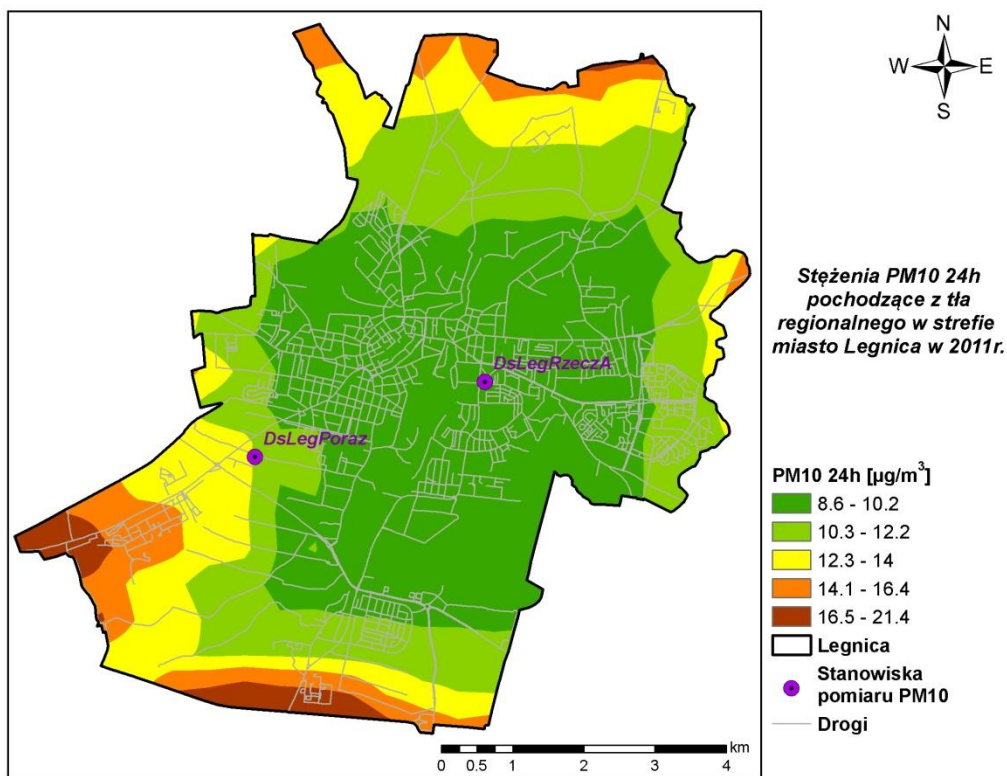 N
W E
S
Stężenia PM10 24h
pochodzące z tła
regionalnego w strefie
miasto Legnica w 2011r.
DsLegRzeczA
DsLegPoraz
PM10 24h [µg/m³]
8.6 - 10.2
10.3 - 12.2
12.3 - 14
14.1 - 16.4
16.5 - 21.4
Legnica
Stanowiska
pomiaru PM10
Drogi
km
0 0.5 1 2 3 4